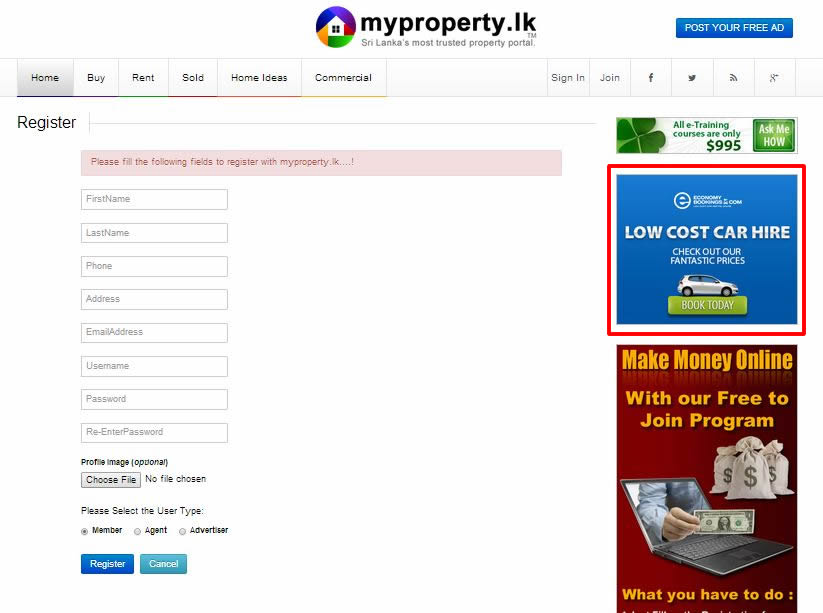 myproperty.lk
TM
Sri Lanka's most trusted property portal.
POST YOUR FREE AD
Home
Buy
Rent
Sold
Home Ideas
Commercial
Sign In
Join
Register
Please fill the following fields to register with myproperty.lk....!
FirstName
LastName
Phone
Address
EmailAddress
Username
Password
Re-EnterPassword
Profile Image (optional)
Choose File No file chosen
Please Select the User Type:
Member Agent Advertiser
Register Cancel
All e-Training
courses are only
$995
Ask Me
HOW
ECONOMY
BOOKINGS.COM
LOW COST CAR HIRE
CHECK OUT OUR
FANTASTIC PRICES
BOOK TODAY
Make Money Online
With our Free to
Join Program
What you have to do :